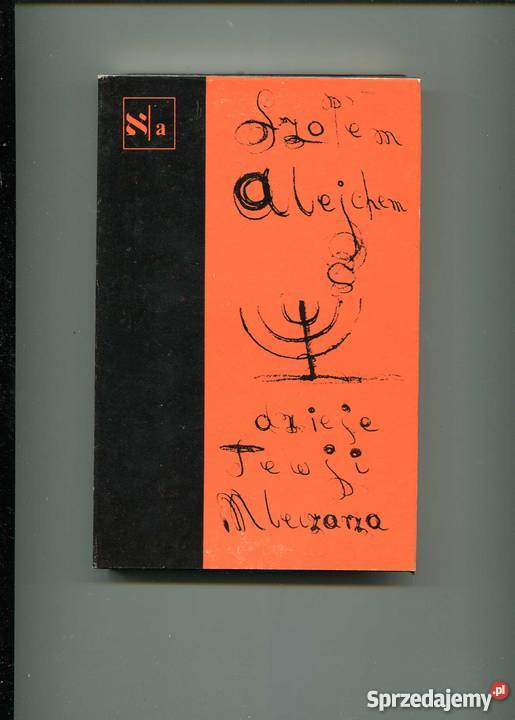 א a
Szolem
Alejchem
dzieje
Tewji
Mleczarza
Sprzedajemy.pl